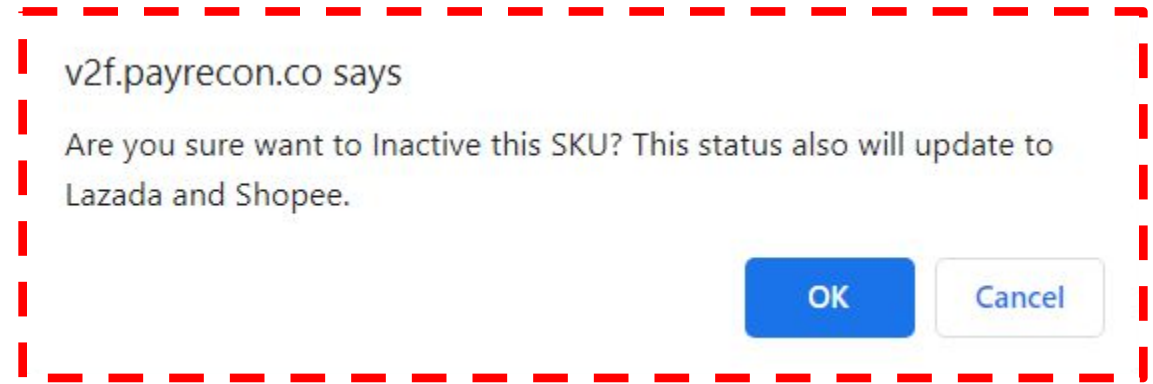 v2f.payrecon.co says
Are you sure want to Inactive this SKU? This status also will update to
Lazada and Shopee.
OK
Cancel